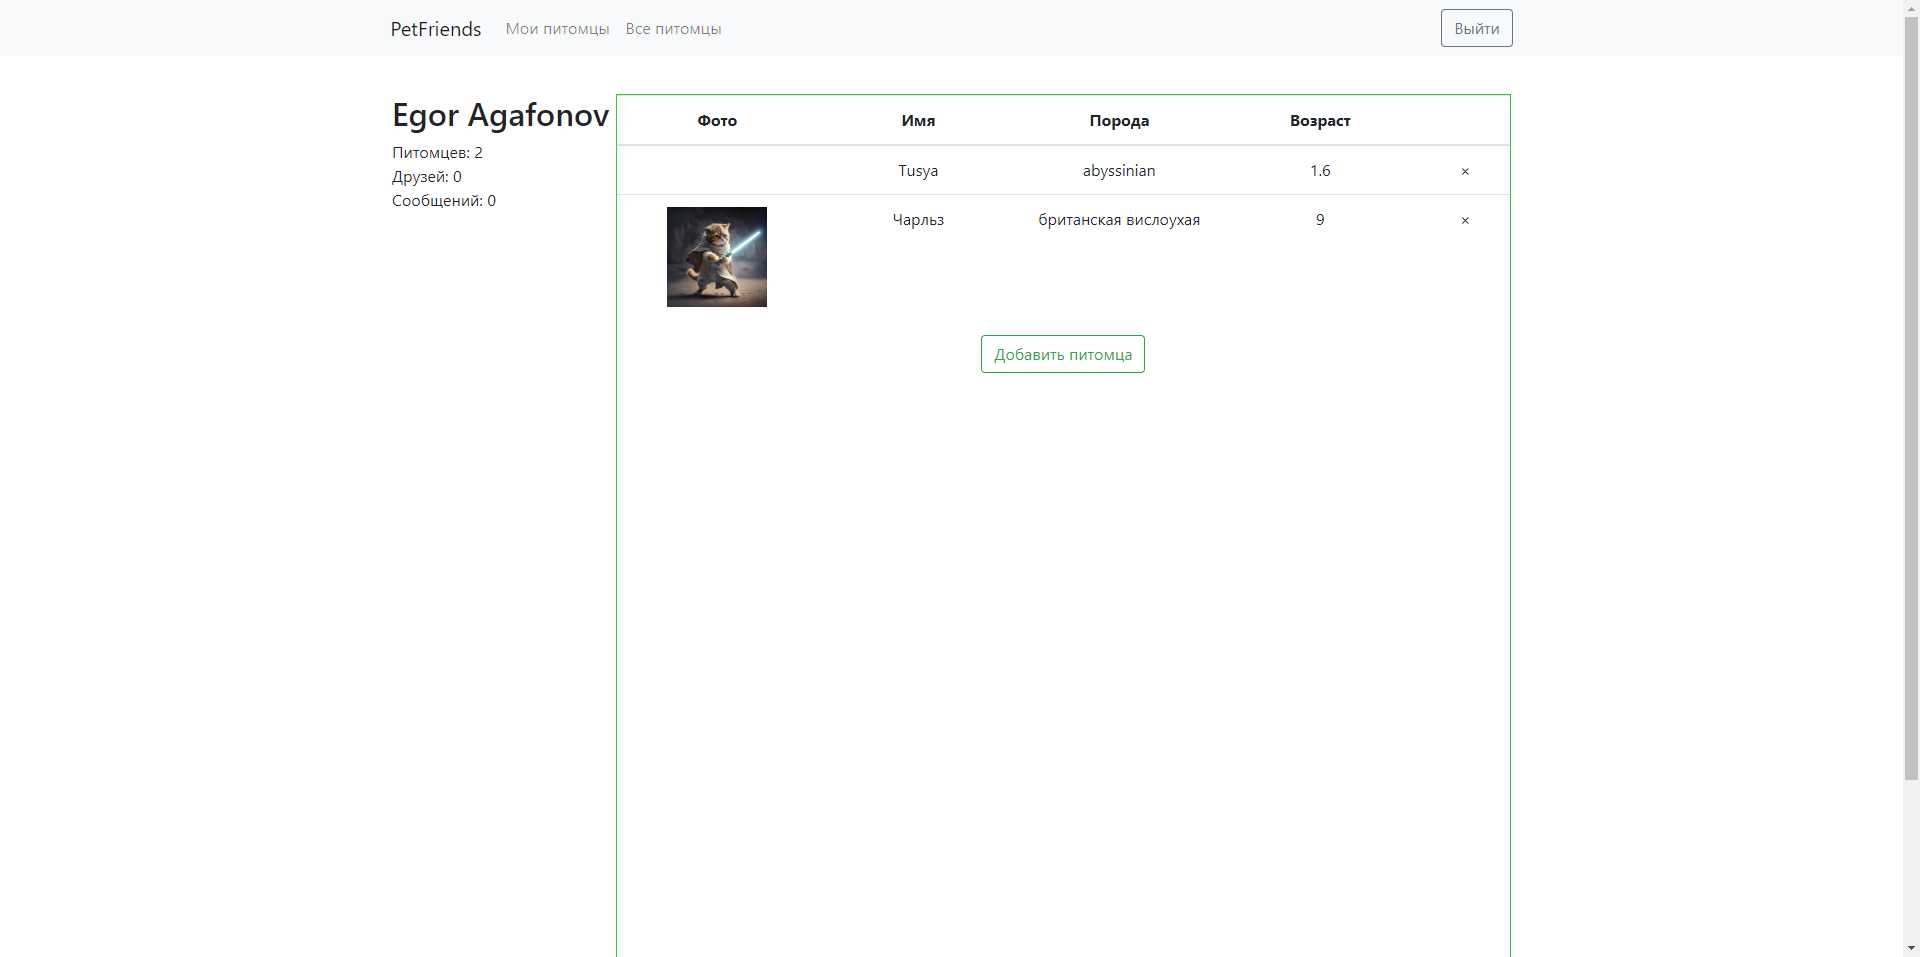 PetFriends Мои питомцы Все питомцы Выйти
Egor Agafonov
Питомцев: 2
Друзей: 0
Сообщений: 0
Фото Имя Порода Возраст
Tusya abyssinian 1.6 ×
Чарльз британская вислоухая 9 ×
Добавить питомца